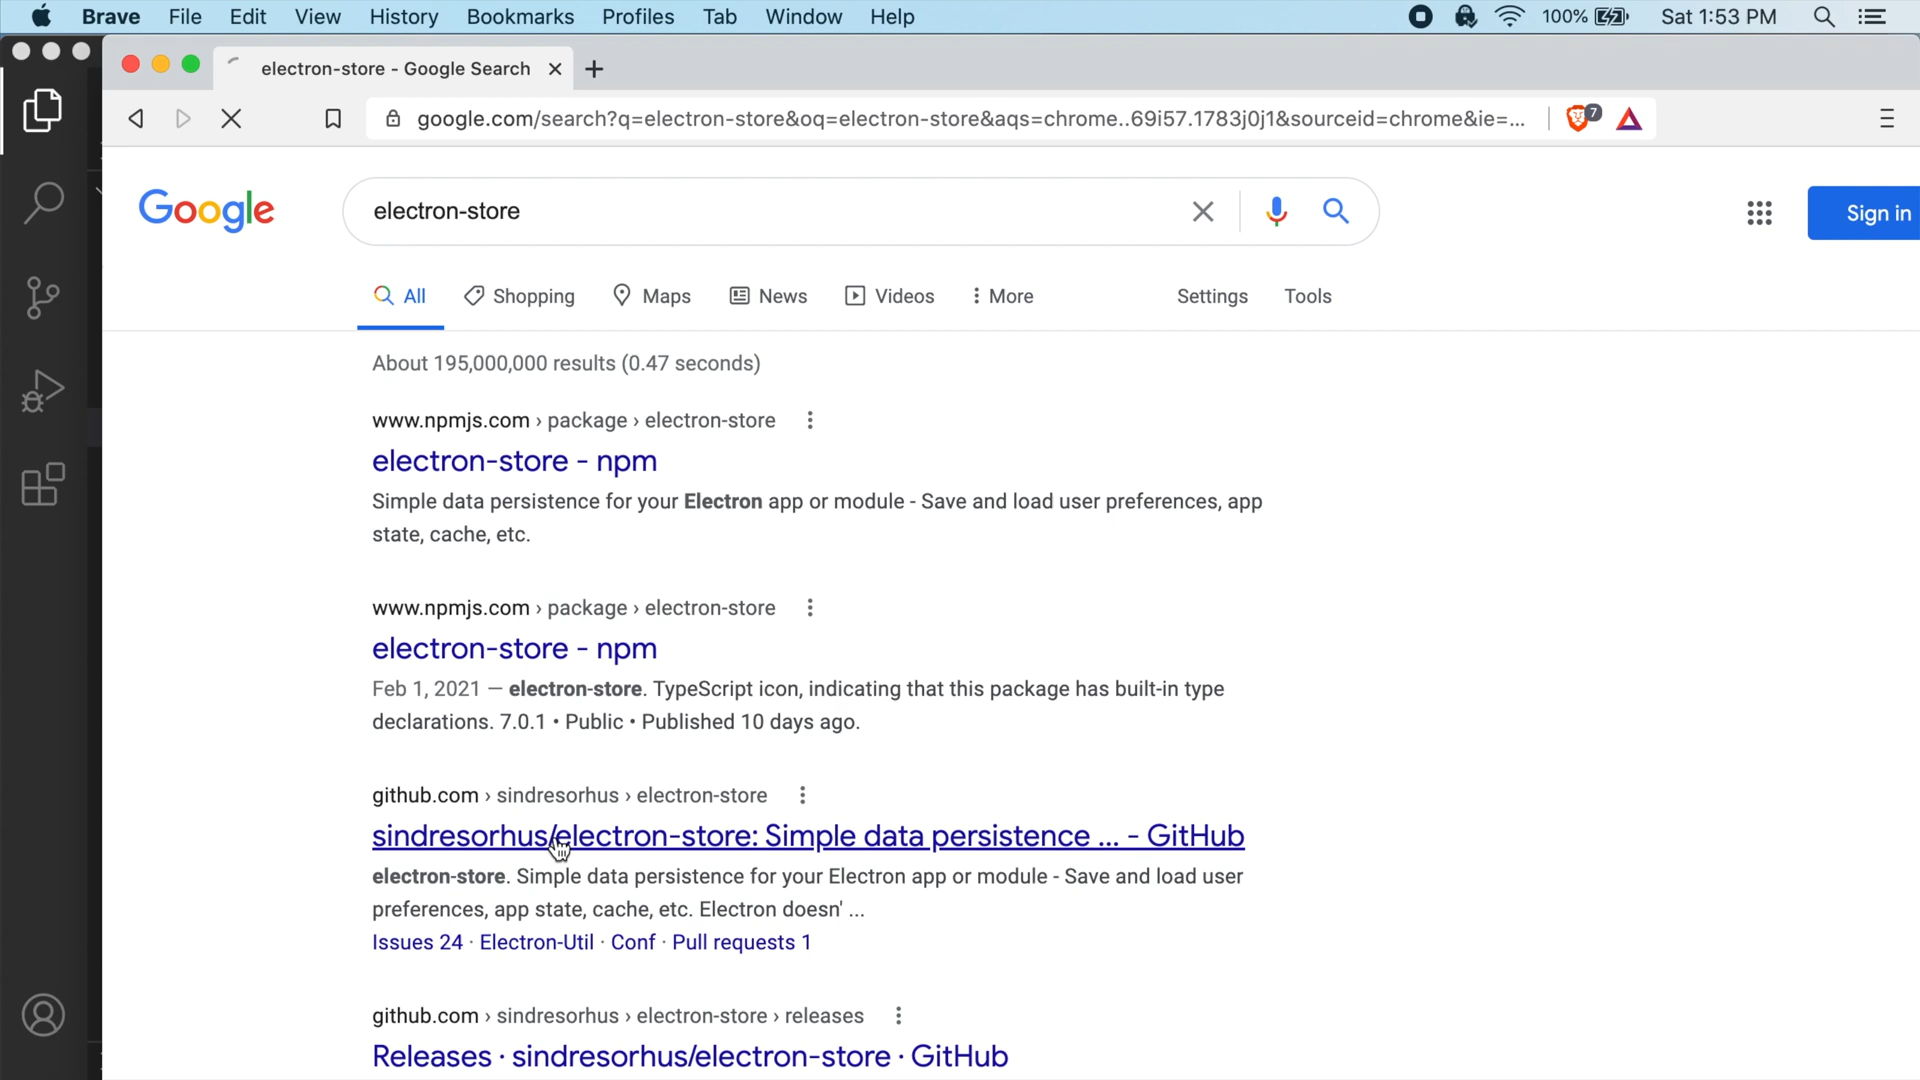 Brave File Edit View History Bookmarks Profiles Tab Window Help 100% Sat 1:53 PM
electron-store - Google Search
google.com/search?q=electron-store&oq=electron-store&aqs=chrome..69i57.1783j0j1&sourceid=chrome&ie=... 7
Google electron-store Sign in
All Shopping Maps News Videos More Settings Tools
About 195,000,000 results (0.47 seconds)
www.npmjs.com › package › electron-store
electron-store - npm
Simple data persistence for your Electron app or module - Save and load user preferences, app
state, cache, etc.
www.npmjs.com › package › electron-store
electron-store - npm
Feb 1, 2021 — electron-store. TypeScript icon, indicating that this package has built-in type
declarations. 7.0.1 • Public • Published 10 days ago.
github.com › sindresorhus › electron-store
sindresorhus/electron-store: Simple data persistence ... - GitHub
electron-store. Simple data persistence for your Electron app or module - Save and load user
preferences, app state, cache, etc. Electron doesn' ...
Issues 24 · Electron-Util · Conf · Pull requests 1
github.com › sindresorhus › electron-store › releases
Releases · sindresorhus/electron-store · GitHub